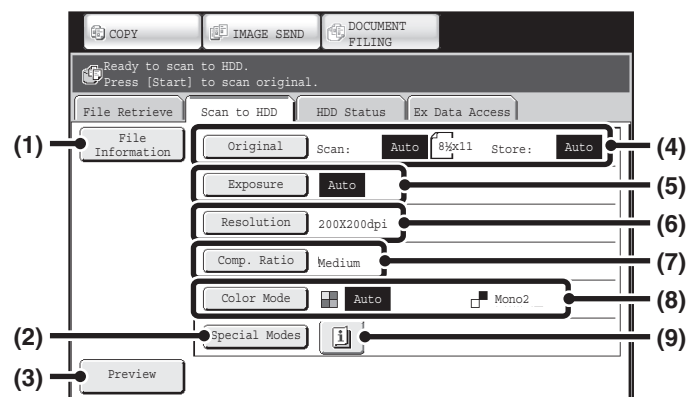 COPY
IMAGE SEND
DOCUMENT
FILING
Ready to scan to HDD.
Press [Start] to scan original.
File Retrieve
Scan to HDD
HDD Status
Ex Data Access
(1)
File
Information
Original
Scan:
Auto
8½x11
Store:
Auto
(4)
Exposure
Auto
(5)
Resolution
200X200dpi
(6)
Comp. Ratio
Medium
(7)
Color Mode
Auto
Mono2
(8)
(2)
Special Modes
(9)
(3)
Preview